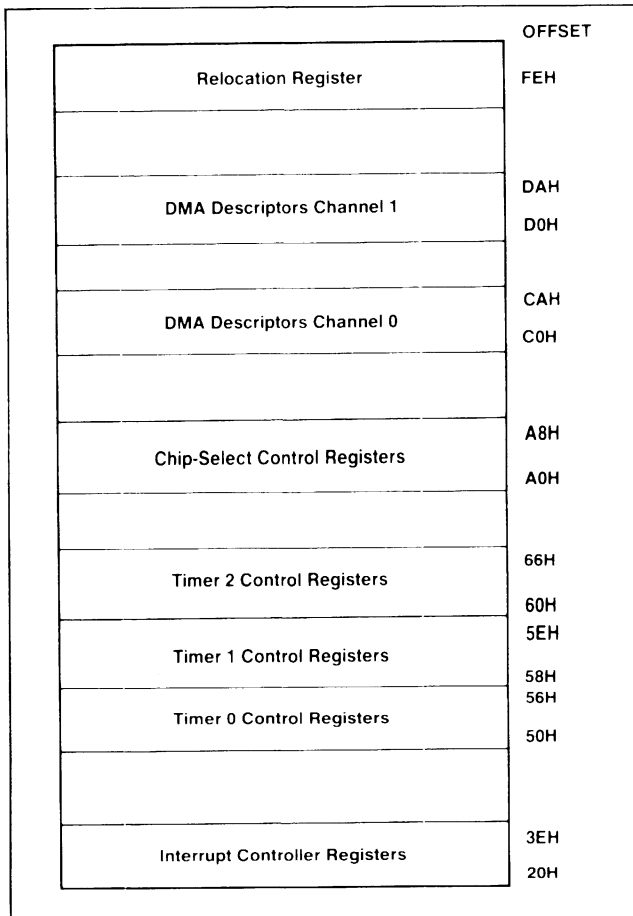 OFFSET
Relocation Register FEH
DAH
DMA Descriptors Channel 1
D0H
CAH
DMA Descriptors Channel 0
C0H
A8H
Chip-Select Control Registers
A0H
66H
Timer 2 Control Registers
60H
5EH
Timer 1 Control Registers
58H
56H
Timer 0 Control Registers
50H
3EH
Interrupt Controller Registers
20H